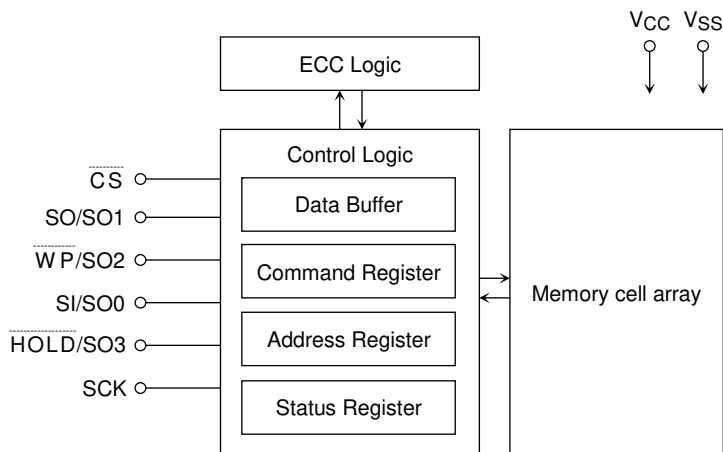 VCC VSS
ECC Logic
Control Logic
CS
Data Buffer
SO/SO1
WP/SO2
Command Register
SI/SO0
Memory cell array
HOLD/SO3
Address Register
SCK
Status Register